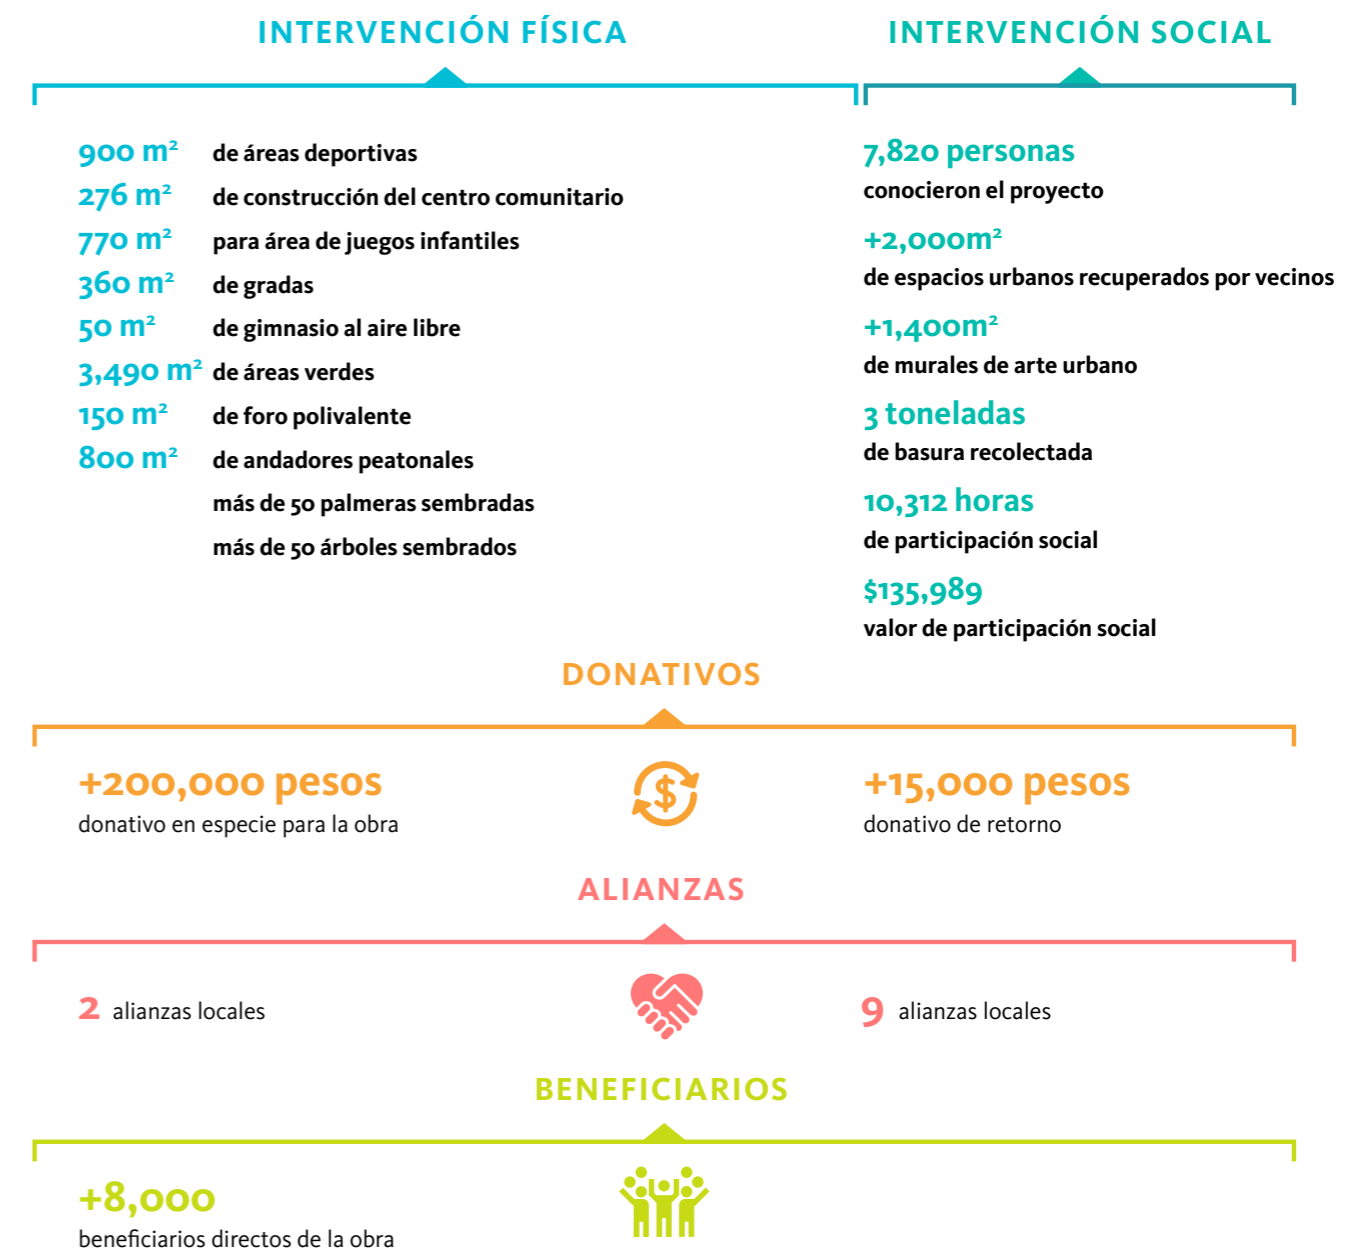 INTERVENCIÓN FÍSICA
900 m² de áreas deportivas
276 m² de construcción del centro comunitario
770 m² para área de juegos infantiles
360 m² de gradas
50 m² de gimnasio al aire libre
3,490 m² de áreas verdes
150 m² de foro polivalente
800 m² de andadores peatonales
más de 50 palmeras sembradas
más de 50 árboles sembrados
INTERVENCIÓN SOCIAL
7,820 personas
conocieron el proyecto
+2,000m²
de espacios urbanos recuperados por vecinos
+1,400m²
de murales de arte urbano
3 toneladas
de basura recolectada
10,312 horas
de participación social
$135,989
valor de participación social
DONATIVOS
+200,000 pesos
donativo en especie para la obra
$
+15,000 pesos
donativo de retorno
ALIANZAS
2 alianzas locales
9 alianzas locales
BENEFICIARIOS
+8,000
beneficiarios directos de la obra